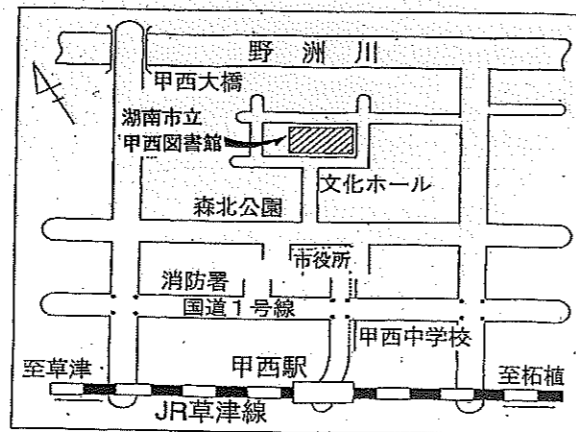 野洲川
甲西大橋
湖南市立
甲西図書館
文化ホール
森北公園
市役所
消防署
国道1号線
甲西中学校
甲西駅
至草津
至柘植
JR草津線